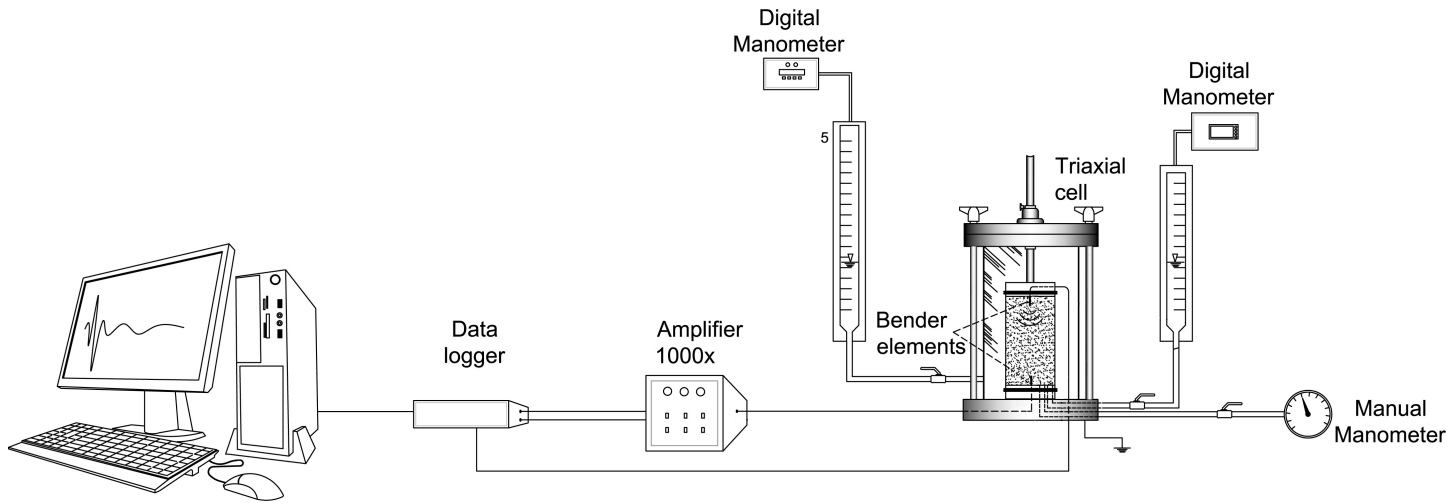 Digital
Manometer
Digital
Manometer
5
Triaxial
cell
Bender
elements
Data
logger
Amplifier
1000x
Manual
Manometer